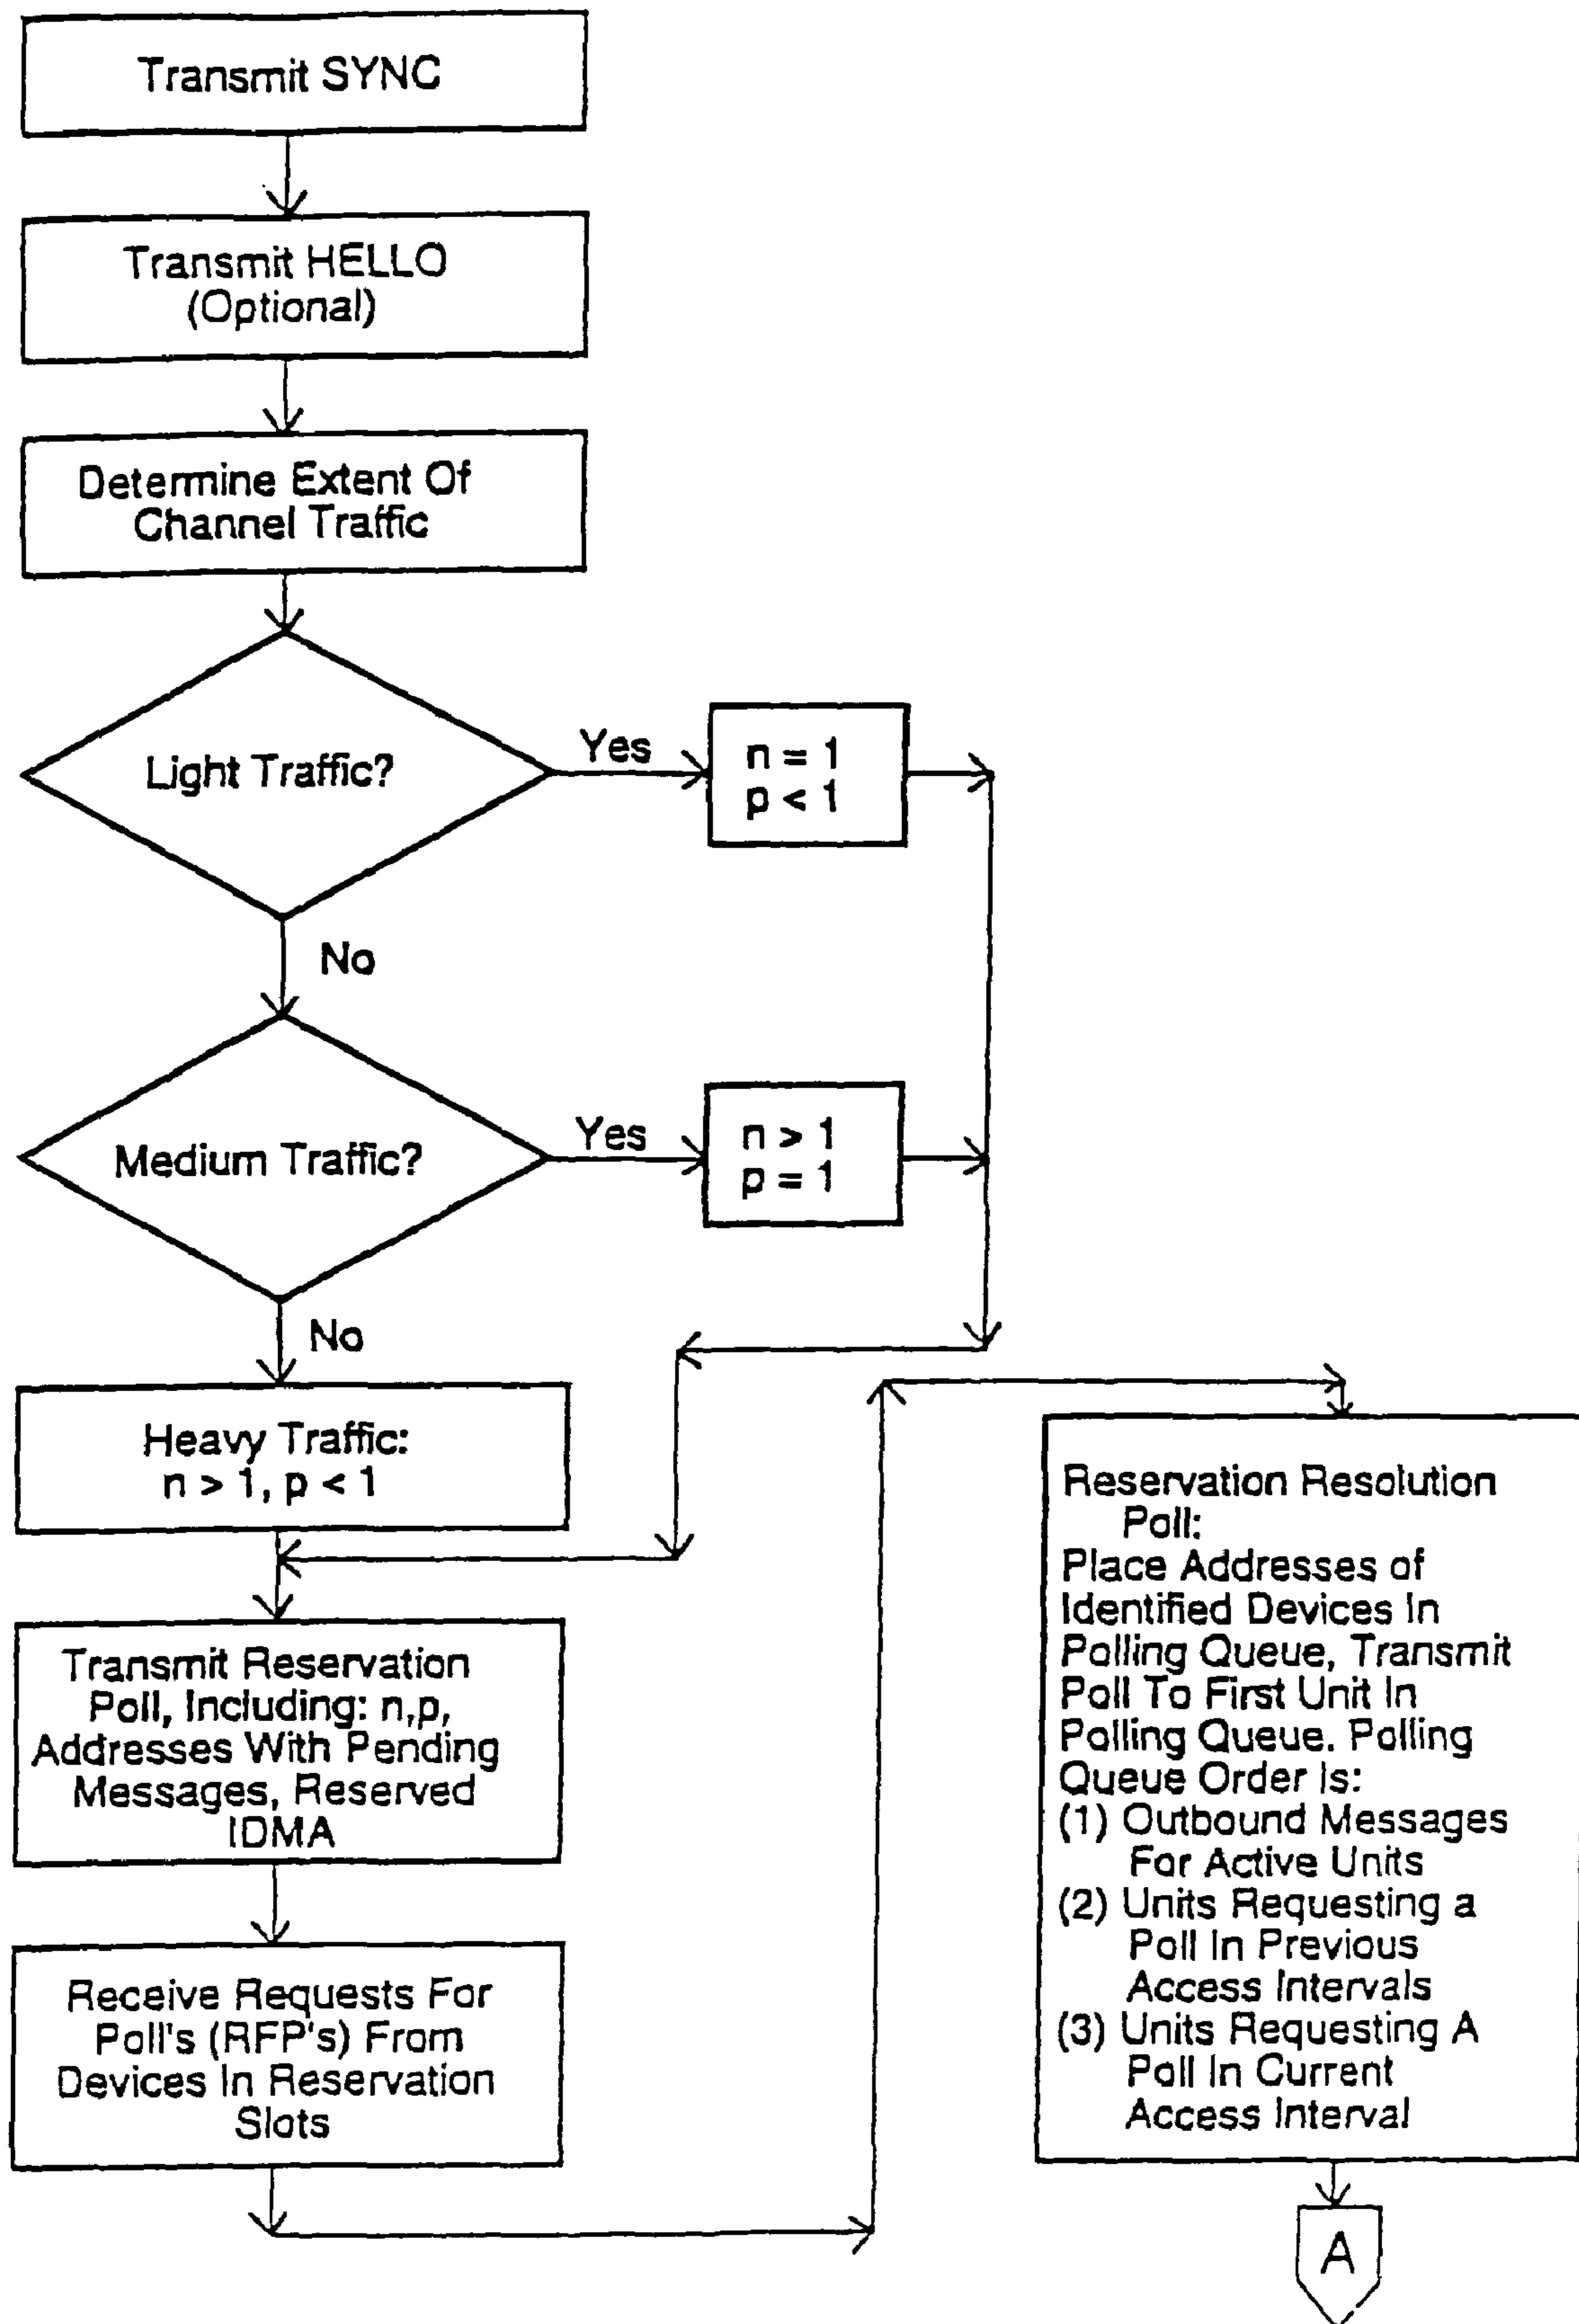 Transmit SYNC
Transmit HELLO
(Optional)
Determine Extent Of
Channel Traffic
Light Traffic?
Yes
n = 1
p < 1
No
Medium Traffic?
Yes
n > 1
p = 1
No
Heavy Traffic:
n > 1, p < 1
Transmit Reservation
Poll, Including: n,p,
Addresses With Pending
Messages, Reserved
IDMA
Receive Requests For
Poll's (RFP's) From
Devices In Reservation
Slots
Reservation Resolution
Poll:
Place Addresses of
Identified Devices In
Polling Queue, Transmit
Poll To First Unit In
Polling Queue. Polling
Queue Order Is:
(1) Outbound Messages
For Active Units
(2) Units Requesting a
Poll In Previous
Access Intervals
(3) Units Requesting A
Poll In Current
Access Interval
A